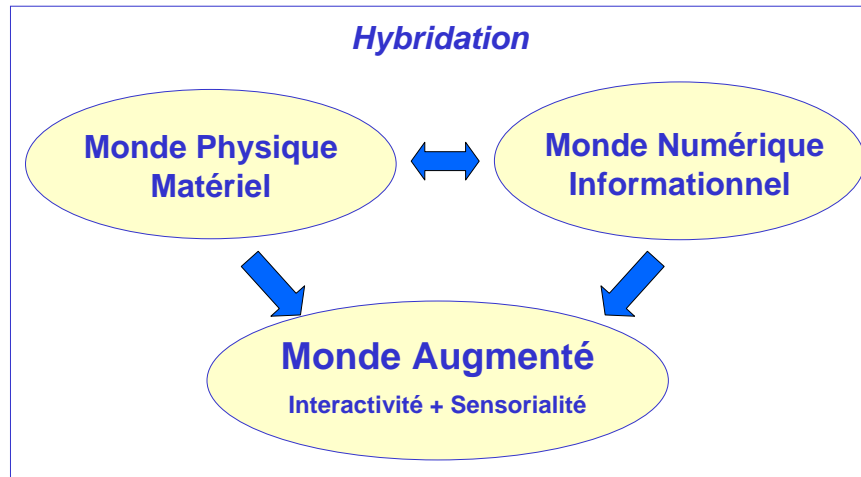 Hybridation
Monde Physique
Matériel
Monde Numérique
Informationnel
Monde Augmenté
Interactivité + Sensorialité